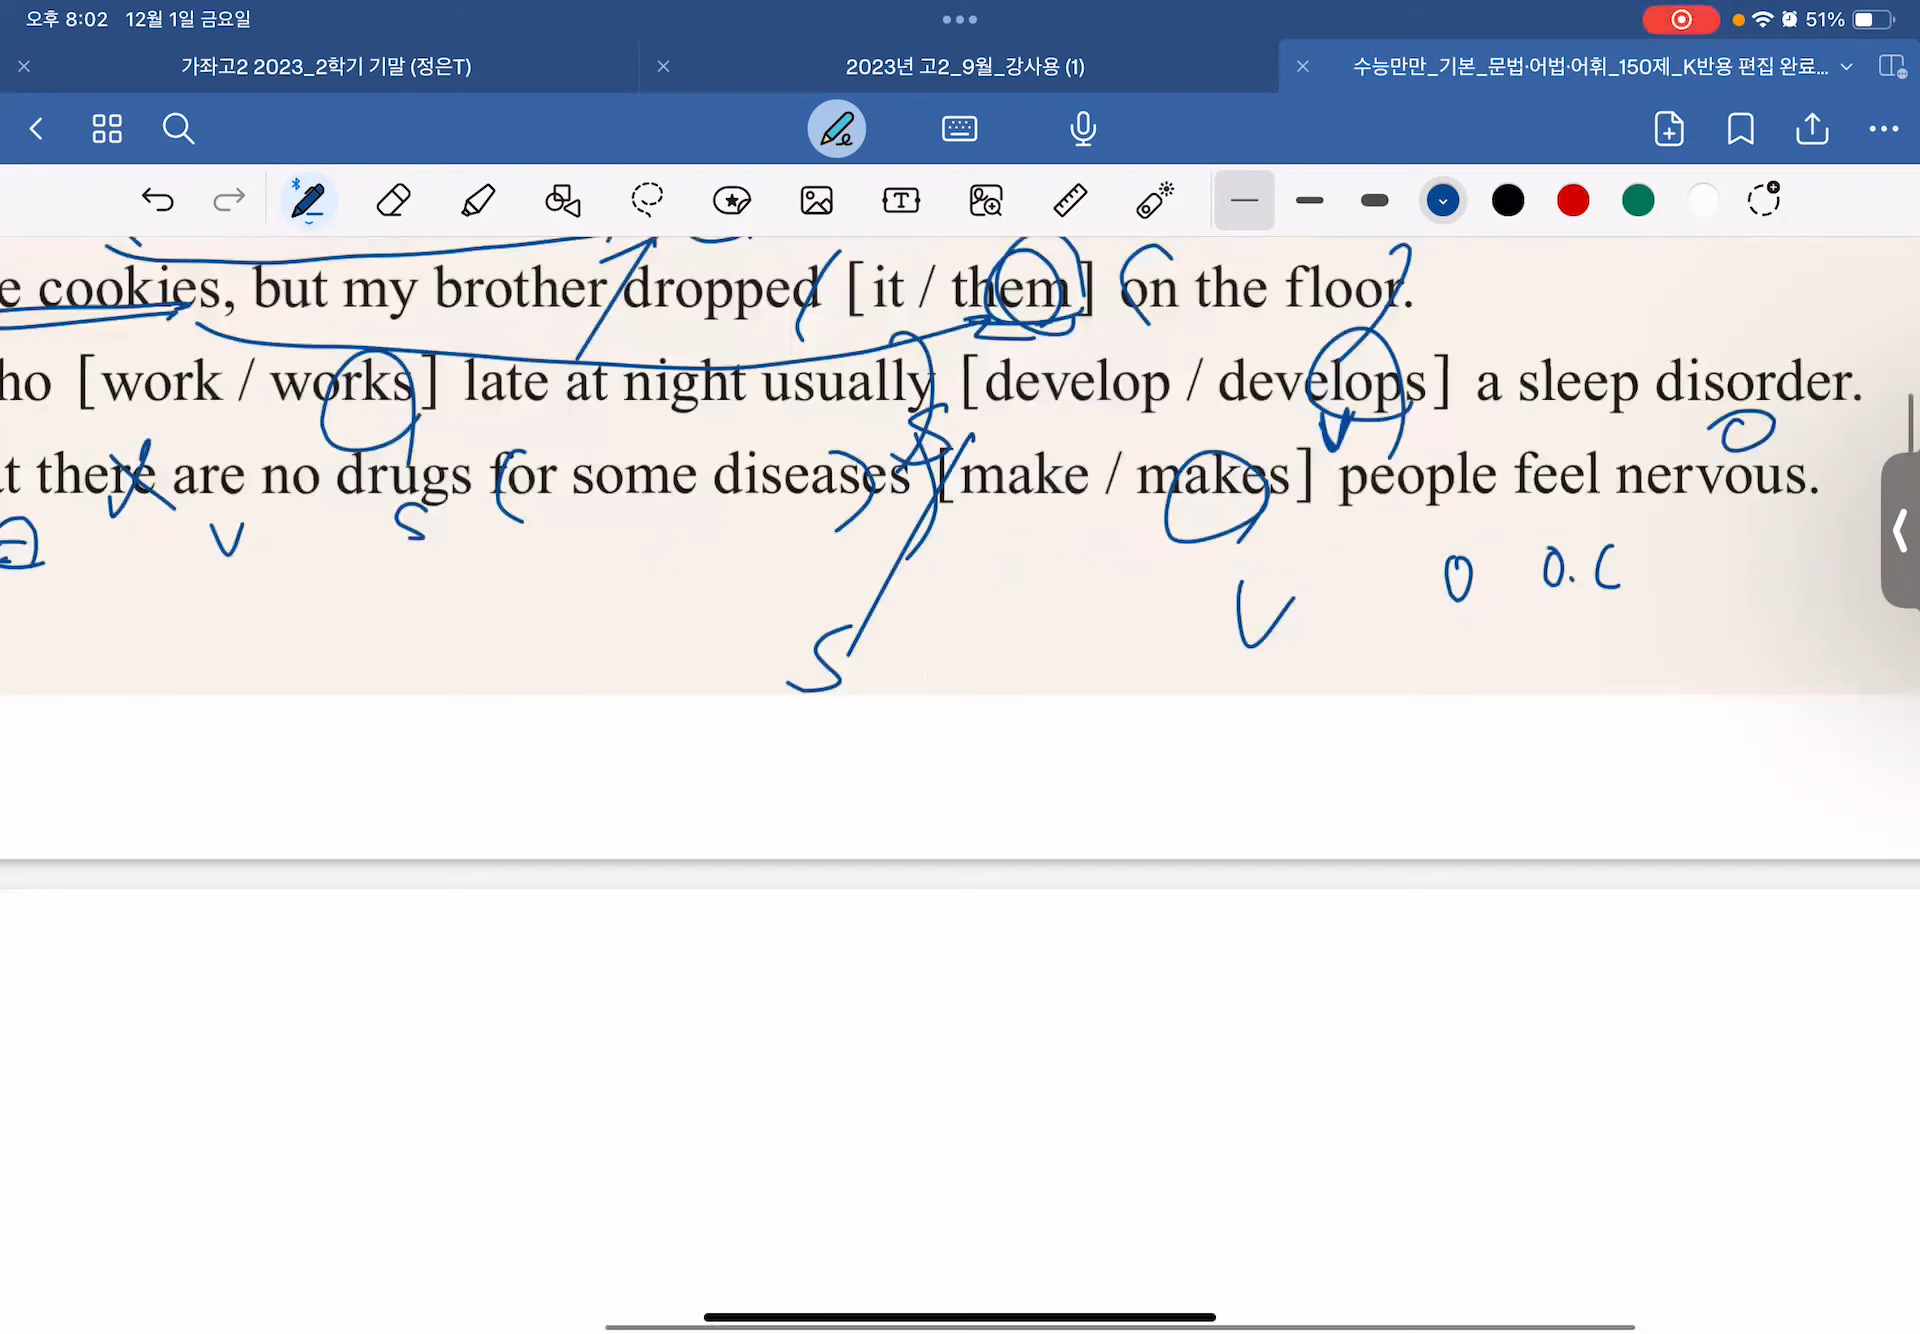 오후 8:02 12월 1일 금요일 51%
가좌고2 2023_2학기 기말 (정은T) 2023년 고2_9월_강사용 (1) 수능만만_기본_문법·어법·어휘_150제_K반용 편집 완료...
e cookies, but my brother dropped [it / them] on the floor.
ho [work / works] late at night usually [develop / develops] a sleep disorder.
V O
t there are no drugs for some diseases [make / makes] people feel nervous.
V S O O.C
S V